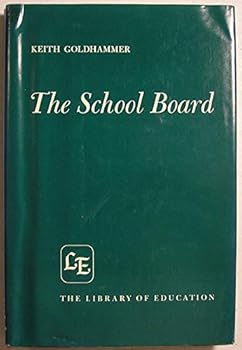 KEITH GOLDHAMMER
The School Board
LE
THE LIBRARY OF EDUCATION